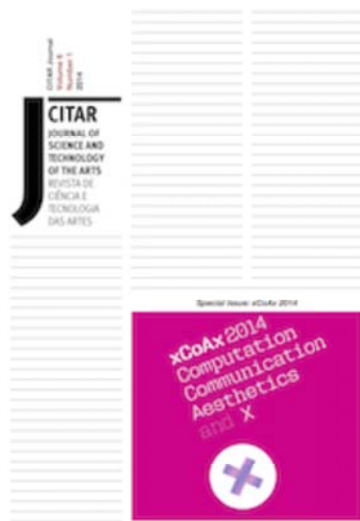 CITAR Journal
Volume 6
Number 1
2014
J
CITAR
JOURNAL OF
SCIENCE AND
TECHNOLOGY
OF THE ARTS
REVISTA DE
CIÊNCIA E
TECNOLOGIA
DAS ARTES
Special Issue: xCoAx 2014
xCoAx 2014
Computation
Communication
Aesthetics
and X